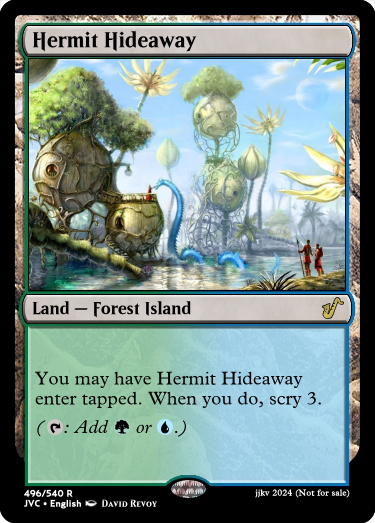 Hermit Hideaway
Land — Forest Island
You may have Hermit Hideaway
enter tapped. When you do, scry 3.
(: Add or .)
496/540 R
JVC • English DAVID REVOY
jjkv 2024 (Not for sale)